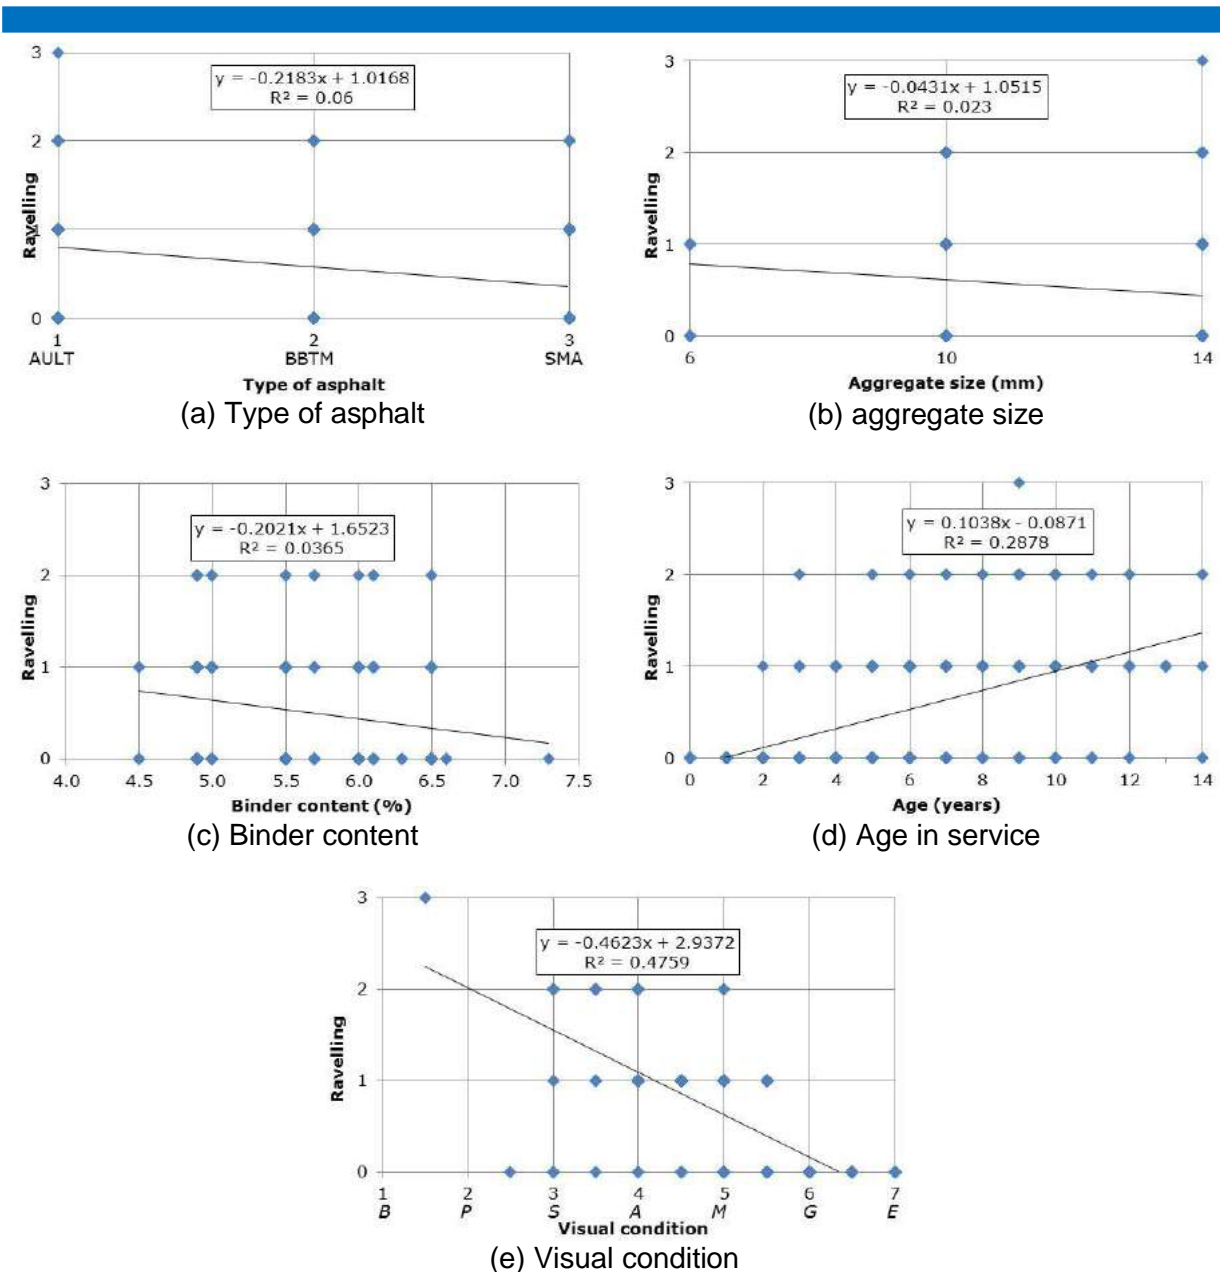 3
y = -0.2183x + 1.0168
R² = 0.06
2
Ravelling
1
0
1 2 3
AULT BBTM SMA
Type of asphalt
(a) Type of asphalt
3
y = -0.0431x + 1.0515
R² = 0.023
2
Ravelling
1
0
6 10 14
Aggregate size (mm)
(b) aggregate size
3
y = -0.2021x + 1.6523
R² = 0.0365
2
Ravelling
1
0
4.0 4.5 5.0 5.5 6.0 6.5 7.0 7.5
Binder content (%)
(c) Binder content
3
y = 0.1038x - 0.0871
R² = 0.2878
2
Ravelling
1
0
0 2 4 6 8 10 12 14
Age (years)
(d) Age in service
3
y = -0.4623x + 2.9372
R² = 0.4759
2
Ravelling
1
0
1 2 3 4 5 6 7
B P S A M G E
Visual condition
(e) Visual condition